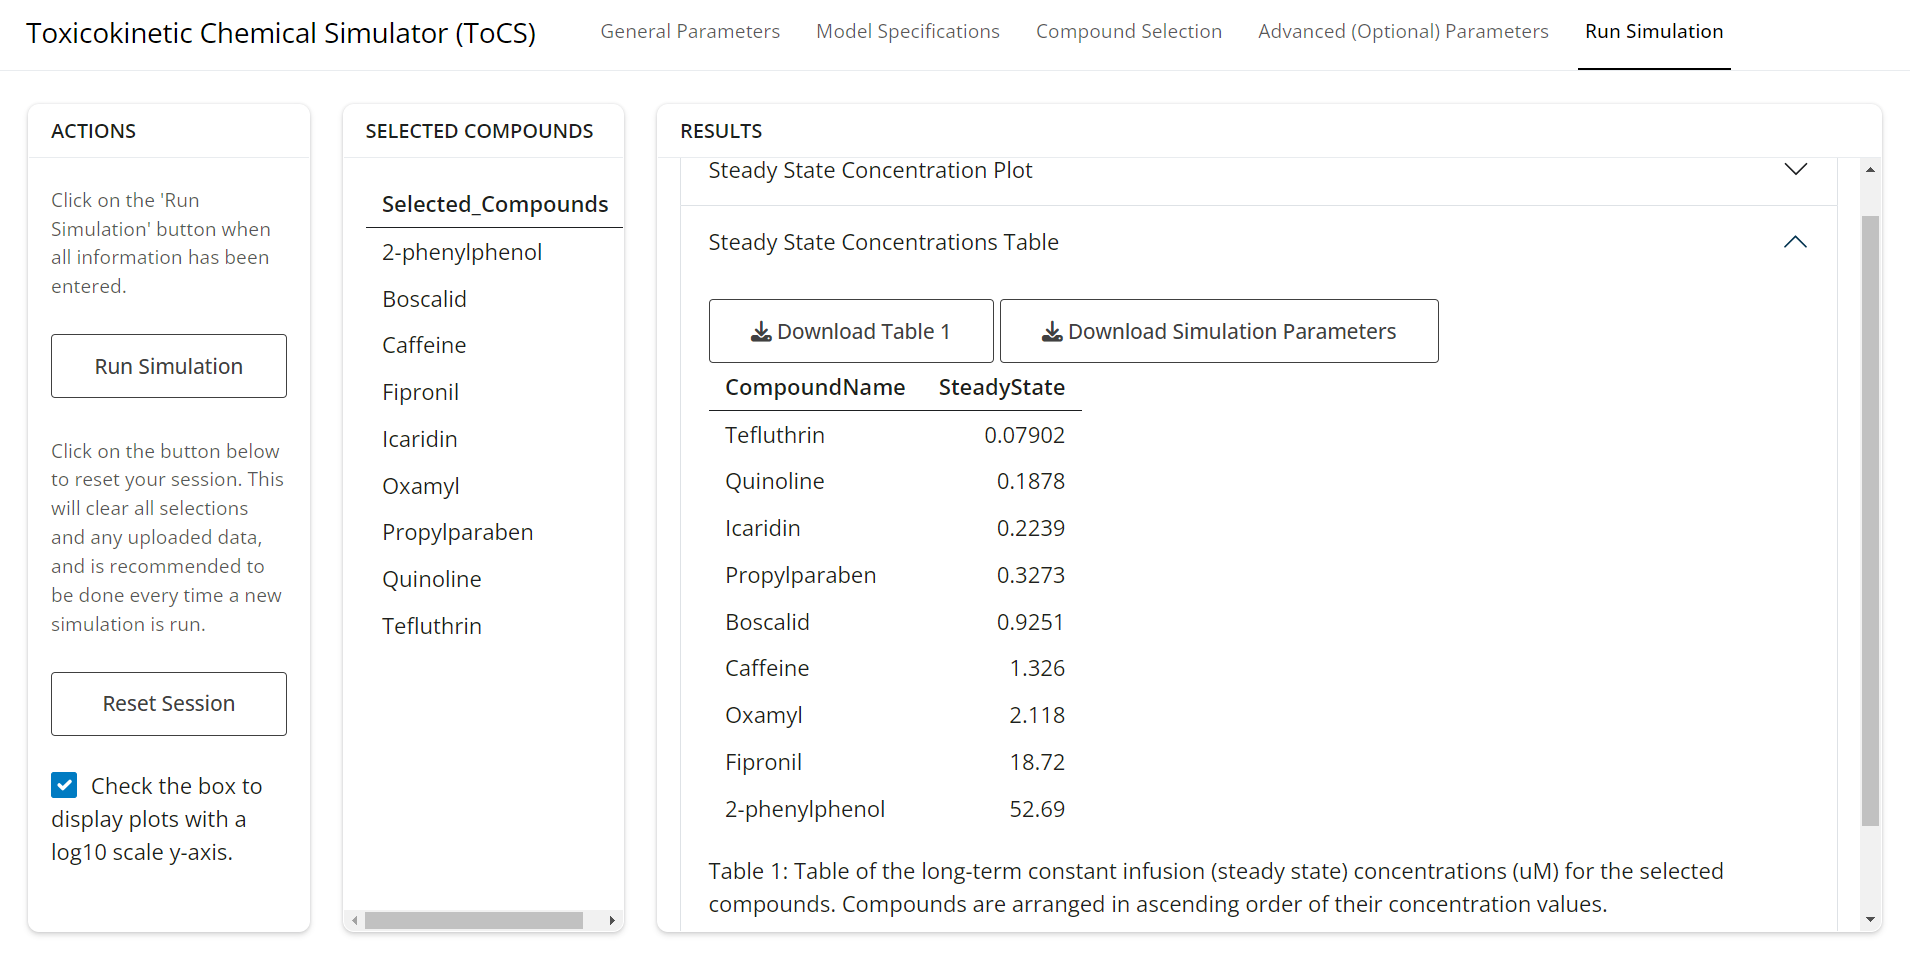 Toxicokinetic Chemical Simulator (ToCS)
General Parameters
Model Specifications
Compound Selection
Advanced (Optional) Parameters
Run Simulation
ACTIONS
Click on the 'Run
Simulation' button when
all information has been
entered.
Run Simulation
Click on the button below
to reset your session. This
will clear all selections
and any uploaded data,
and is recommended to
be done every time a new
simulation is run.
Reset Session
Check the box to
display plots with a
log10 scale y-axis.
SELECTED COMPOUNDS
Selected_Compounds
2-phenylphenol
Boscalid
Caffeine
Fipronil
Icaridin
Oxamyl
Propylparaben
Quinoline
Tefluthrin
RESULTS
Steady State Concentration Plot
Steady State Concentrations Table
Download Table 1
Download Simulation Parameters
CompoundName SteadyState
Tefluthrin 0.07902
Quinoline 0.1878
Icaridin 0.2239
Propylparaben 0.3273
Boscalid 0.9251
Caffeine 1.326
Oxamyl 2.118
Fipronil 18.72
2-phenylphenol 52.69
Table 1: Table of the long-term constant infusion (steady state) concentrations (uM) for the selected
compounds. Compounds are arranged in ascending order of their concentration values.